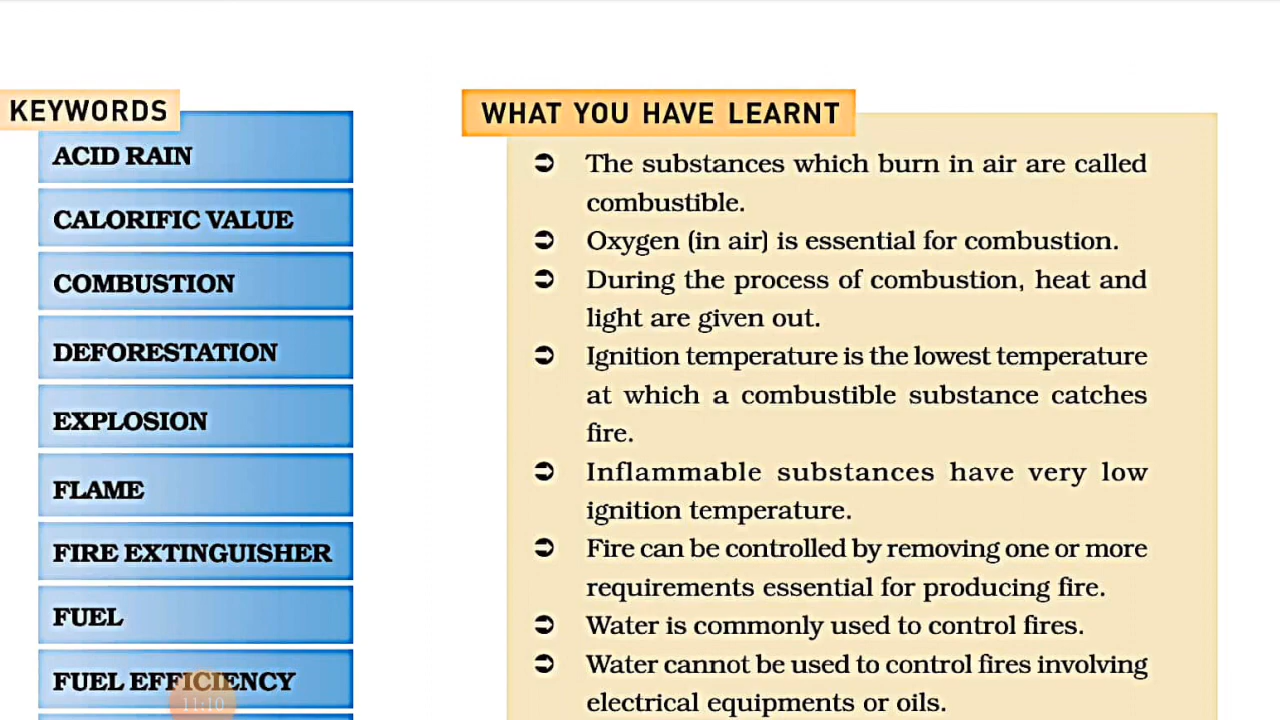 KEYWORDS
ACID RAIN
CALORIFIC VALUE
COMBUSTION
DEFORESTATION
EXPLOSION
FLAME
FIRE EXTINGUISHER
FUEL
FUEL EFFICIENCY
11:10
WHAT YOU HAVE LEARNT
➲ The substances which burn in air are called
combustible.
➲ Oxygen (in air) is essential for combustion.
➲ During the process of combustion, heat and
light are given out.
➲ Ignition temperature is the lowest temperature
at which a combustible substance catches
fire.
➲ Inflammable substances have very low
ignition temperature.
➲ Fire can be controlled by removing one or more
requirements essential for producing fire.
➲ Water is commonly used to control fires.
➲ Water cannot be used to control fires involving
electrical equipments or oils.